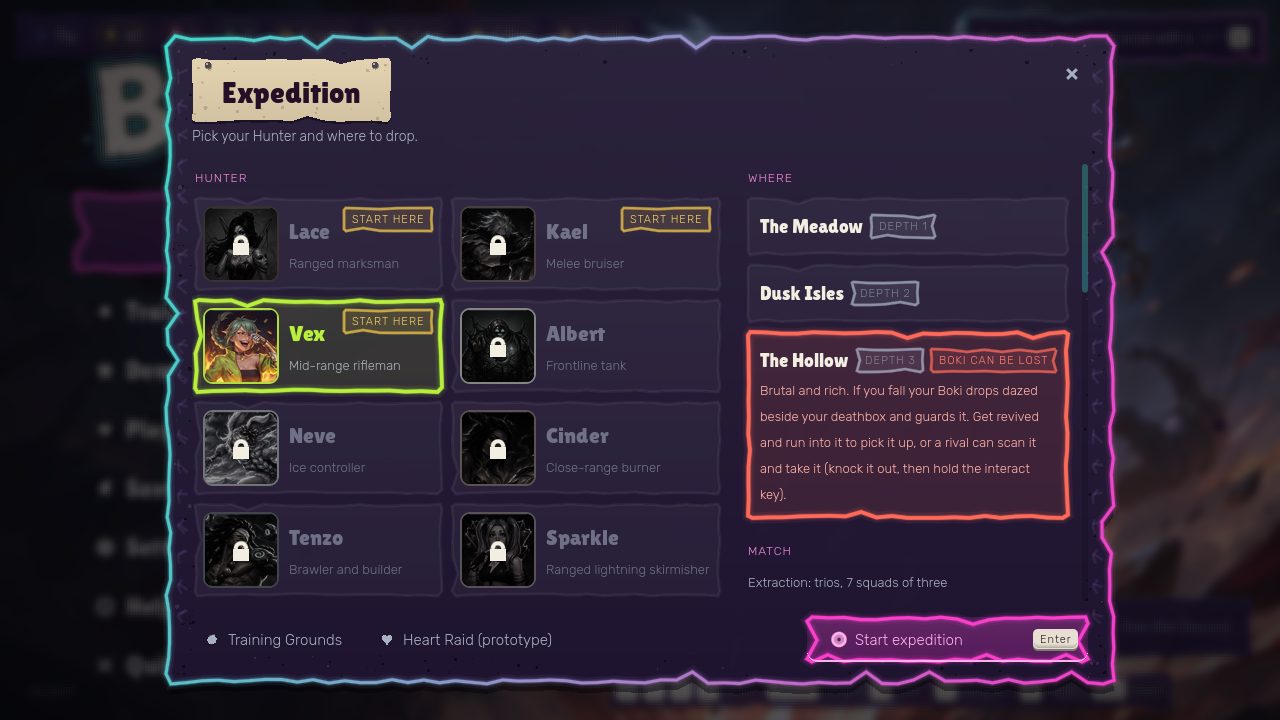 Expedition
Pick your Hunter and where to drop.
HUNTER
Lace
START HERE
Ranged marksman
Kael
START HERE
Melee bruiser
Vex
START HERE
Mid-range rifleman
Albert
Frontline tank
Neve
Ice controller
Cinder
Close-range burner
Tenzo
Brawler and builder
Sparkle
Ranged lightning skirmisher
WHERE
The Meadow
DEPTH 1
Dusk Isles
DEPTH 2
The Hollow
DEPTH 3
BOKI CAN BE LOST
Brutal and rich. If you fall your Boki drops dazed
beside your deathbox and guards it. Get revived
and run into it to pick it up, or a rival can scan it
and take it (knock it out, then hold the interact
key).
MATCH
Extraction: trios, 7 squads of three
Training Grounds
Heart Raid (prototype)
Start expedition
Enter